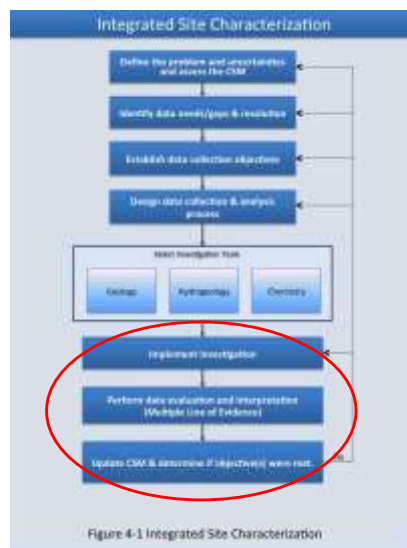 Integrated Site Characterization
Define the problem and uncertainties
and assess the CSM
Identify data needs/gaps & resolution
Establish data collection objectives
Design data collection & analysis
process
Select Investigation Tools
Geology
Hydrogeology
Chemistry
Implement investigation
Perform data evaluation and interpretation
(Multiple Line of Evidence)
Update CSM & determine if objective(s) were met.
Figure 4-1 Integrated Site Characterization